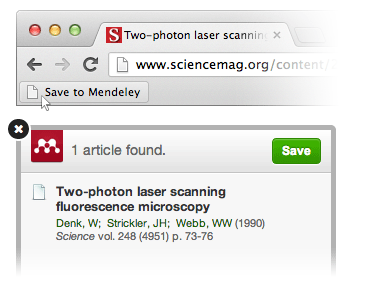 Two-photon laser scanning
www.sciencemag.org/content/
Save to Mendeley
1 article found.
Save
Two-photon laser scanning
fluorescence microscopy
Denk, W; Strickler, JH; Webb, WW (1990)
Science vol. 248 (4951) p. 73-76